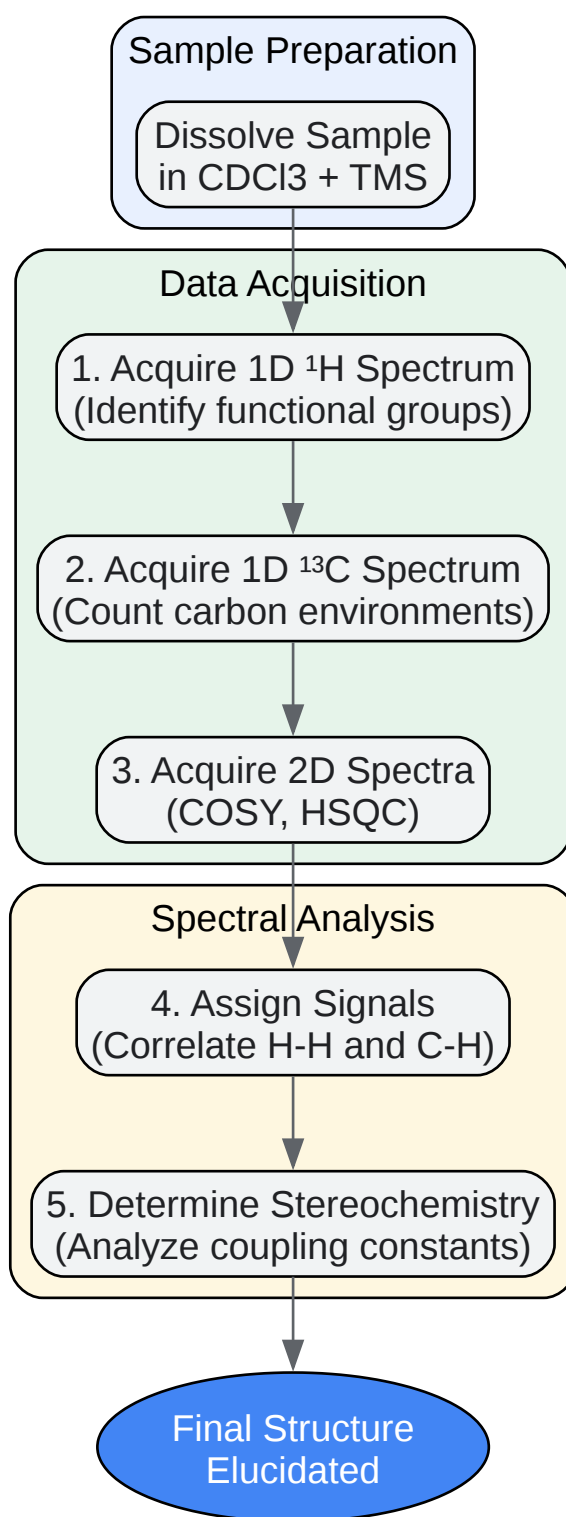 Sample Preparation
Dissolve Sample
in CDCl3 + TMS
Data Acquisition
1. Acquire 1D ¹H Spectrum
(Identify functional groups)
2. Acquire 1D ¹³C Spectrum
(Count carbon environments)
3. Acquire 2D Spectra
(COSY, HSQC)
Spectral Analysis
4. Assign Signals
(Correlate H-H and C-H)
5. Determine Stereochemistry
(Analyze coupling constants)
Final Structure
Elucidated